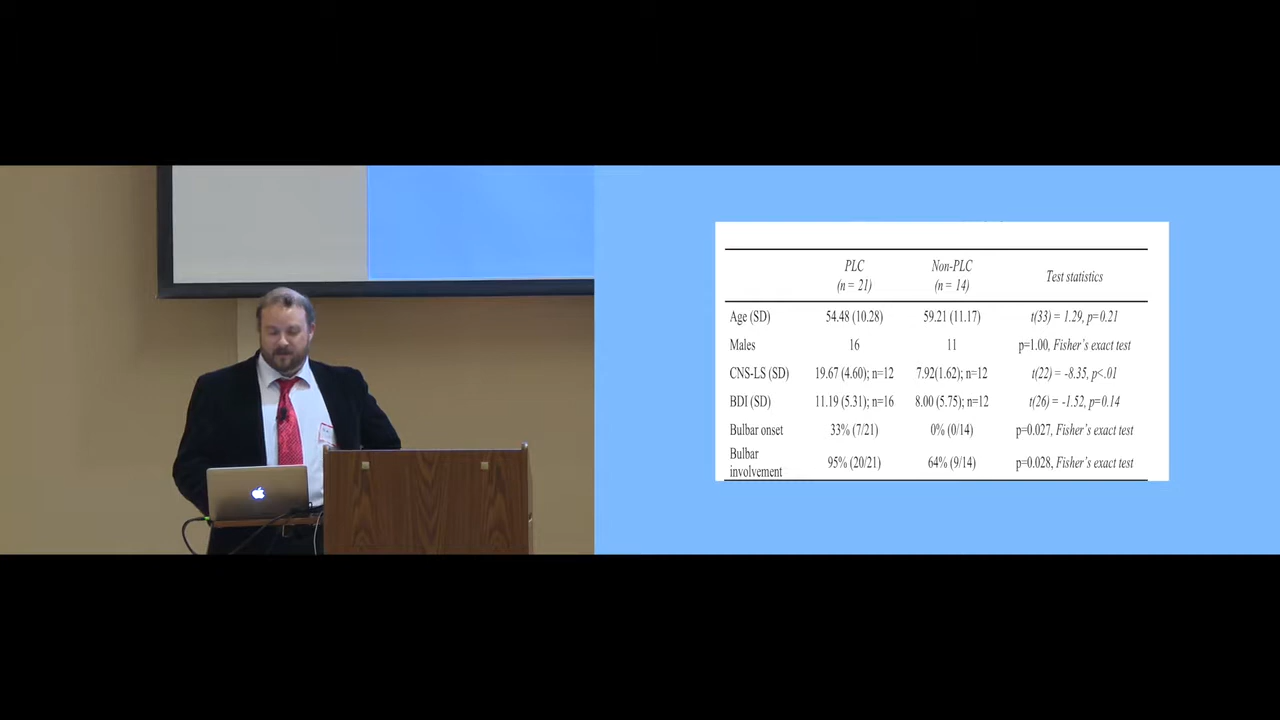 PLC Non-PLC Test statistics
(n = 21) (n = 14)
Age (SD) 54.48 (10.28) 59.21 (11.17) t(33) = 1.29, p=0.21
Males 16 11 p=1.00, Fisher's exact test
CNS-LS (SD) 19.67 (4.60); n=12 7.92(1.62); n=12 t(22) = -8.35, p<.01
BDI (SD) 11.19 (5.31); n=16 8.00 (5.75); n=12 t(26) = -1.52, p=0.14
Bulbar onset 33% (7/21) 0% (0/14) p=0.027, Fisher's exact test
Bulbar
involvement 95% (20/21) 64% (9/14) p=0.028, Fisher's exact test